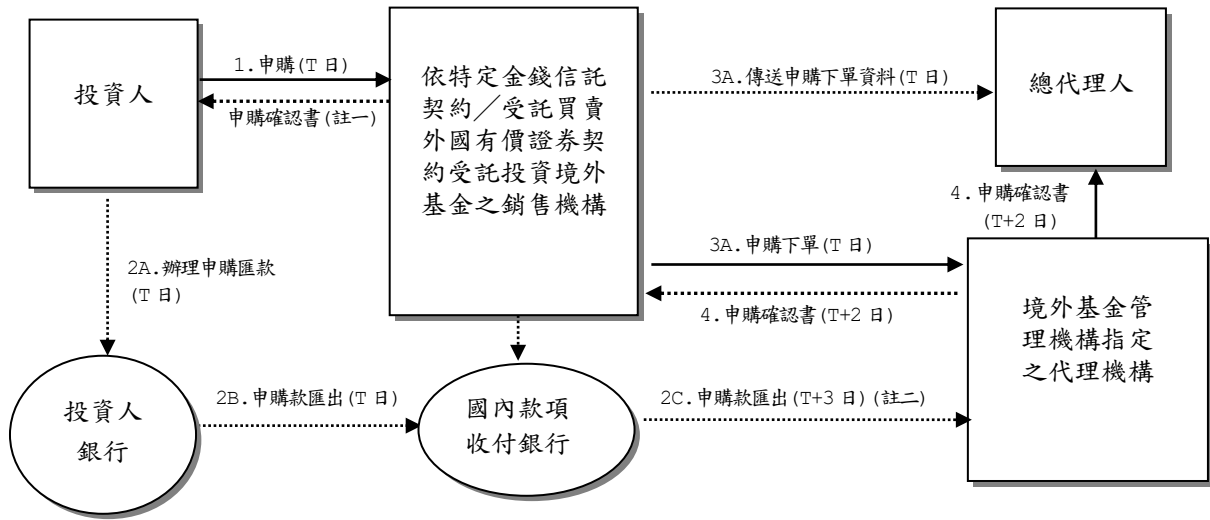 投資人
1.申購(T 日)
申購確認書(註一)
依特定金錢信託
契約／受託買賣
外國有價證券契
約受託投資境外
基金之銷售機構
3A.傳送申購下單資料(T 日)
總代理人
4.申購確認書
(T+2 日)
2A.辦理申購匯款
(T 日)
3A.申購下單(T 日)
4.申購確認書(T+2 日)
境外基金管
理機構指定
之代理機構
投資人
銀行
2B.申購款匯出(T 日)
國內款項
收付銀行
2C.申購款匯出(T+3 日)(註二)